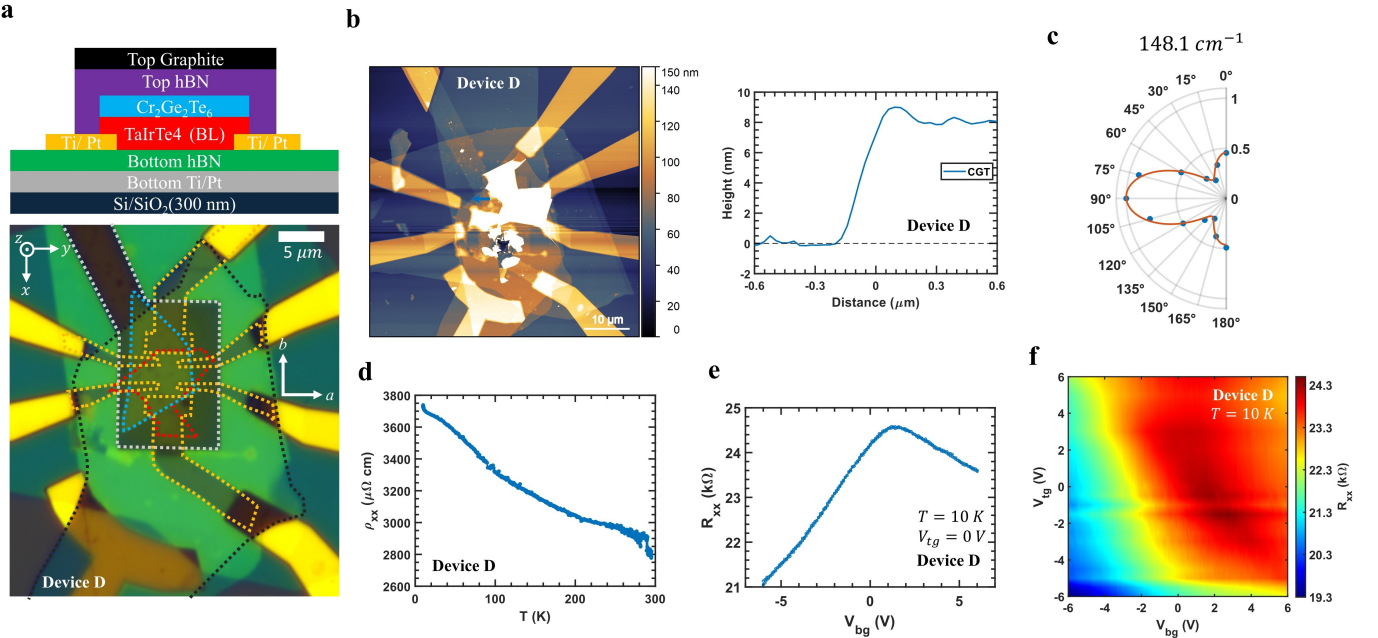 a
Top Graphite
Top hBN
Cr2Ge2Te6
TaIrTe4 (BL)
Ti/ Pt
Ti/ Pt
Bottom hBN
Bottom Ti/Pt
Si/SiO2(300 nm)
z
y
x
5 μm
b
a
Device D
b
Device D
10 μm
150 nm
140
120
100
80
60
40
20
0
10
8
6
4
2
0
-2
Height (nm)
CGT
Device D
-0.6
-0.3
0
0.3
0.6
Distance (μm)
c
148.1 cm⁻¹
0°
15°
30°
45°
60°
75°
90°
105°
120°
135°
150°
165°
180°
1
0.5
0
d
3800
3600
3400
3200
3000
2800
2600
ρxx (μΩ cm)
Device D
0
100
200
300
T (K)
e
25
24
23
22
21
Rxx (kΩ)
T = 10 K
Vtg = 0 V
Device D
-5
0
5
Vbg (V)
f
6
4
2
0
-2
-4
-6
Vtg (V)
Device D
T = 10 K
-6
-4
-2
0
2
4
6
Vbg (V)
24.3
23.3
22.3
21.3
20.3
19.3
Rxx (kΩ)